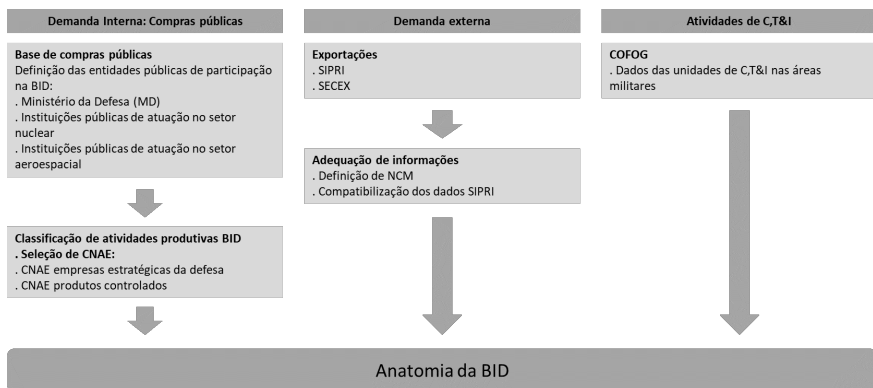 Demanda Interna: Compras públicas
Base de compras públicas
Definição das entidades públicas de participação
na BID:
. Ministério da Defesa (MD)
. Instituições públicas de atuação no setor
nuclear
. Instituições públicas de atuação no setor
aeroespacial
Classificação de atividades produtivas BID
. Seleção de CNAE:
. CNAE empresas estratégicas da defesa
. CNAE produtos controlados
Demanda externa
Exportações
. SIPRI
. SECEX
Adequação de informações
. Definição de NCM
. Compatibilização dos dados SIPRI
Atividades de C,T&I
COFOG
. Dados das unidades de C,T&I nas áreas
militares
Anatomia da BID